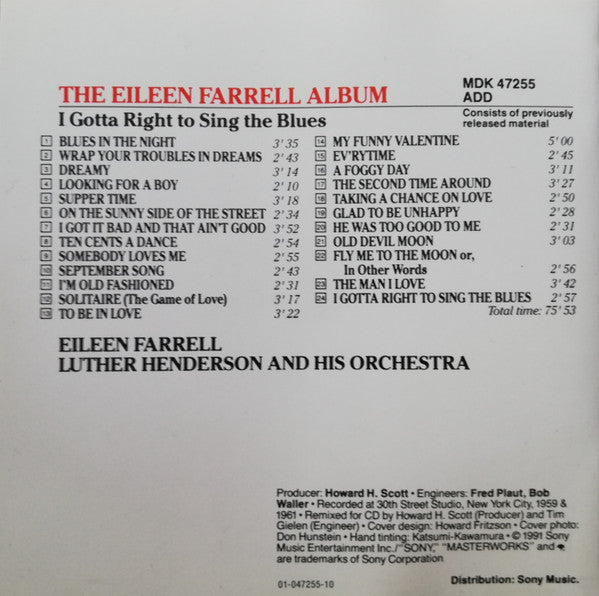 THE EILEEN FARRELL ALBUM
I Gotta Right to Sing the Blues
MDK 47255
ADD
Consists of previously
released material
1 BLUES IN THE NIGHT 3'35
2 WRAP YOUR TROUBLES IN DREAMS 2'43
3 DREAMY 3'14
4 LOOKING FOR A BOY 2'10
5 SUPPER TIME 3'18
6 ON THE SUNNY SIDE OF THE STREET 2'34
7 I GOT IT BAD AND THAT AIN'T GOOD 3'52
8 TEN CENTS A DANCE 2'54
9 SOMEBODY LOVES ME 2'55
10 SEPTEMBER SONG 2'43
11 I'M OLD FASHIONED 2'31
12 SOLITAIRE (The Game of Love) 3'17
13 TO BE IN LOVE 3'22
14 MY FUNNY VALENTINE 5'00
15 EV'RYTIME 2'45
16 A FOGGY DAY 3'11
17 THE SECOND TIME AROUND 3'27
18 TAKING A CHANCE ON LOVE 2'50
19 GLAD TO BE UNHAPPY 2'28
20 HE WAS TOO GOOD TO ME 2'31
21 OLD DEVIL MOON 3'03
22 FLY ME TO THE MOON or,
In Other Words 2'56
23 THE MAN I LOVE 3'42
24 I GOTTA RIGHT TO SING THE BLUES 2'57
Total time: 75'53
EILEEN FARRELL
LUTHER HENDERSON AND HIS ORCHESTRA
Producer: Howard H. Scott • Engineers: Fred Plaut, Bob
Waller • Recorded at 30th Street Studio, New York City, 1959 &
1961 • Remixed for CD by Howard H. Scott (Producer) and Tim
Gielen (Engineer) • Cover design: Howard Fritzson • Cover photo:
Don Hunstein • Hand tinting: Katsumi-Kawamura • © 1991 Sony
Music Entertainment Inc./"SONY," "MASTERWORKS" and
are trademarks of Sony Corporation
01-047255-10
Distribution: Sony Music.